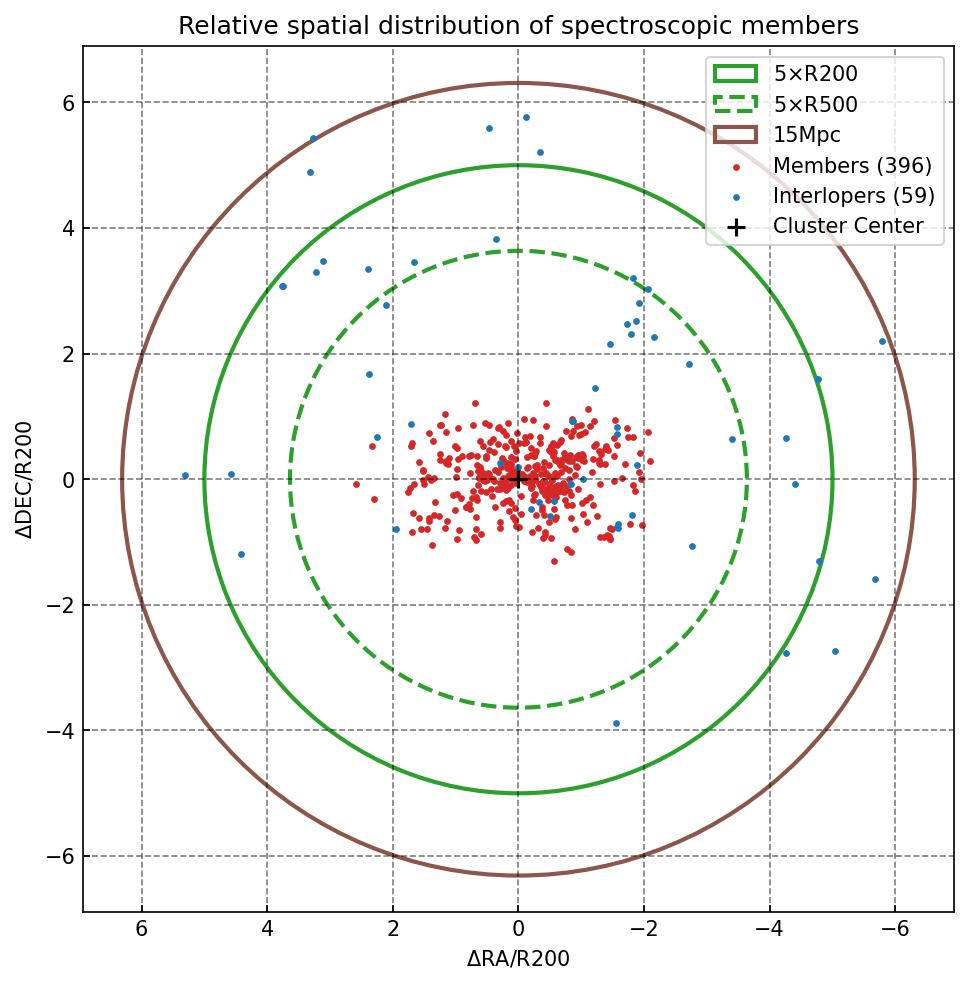 Relative spatial distribution of spectroscopic members
5×R200
5×R500
15Mpc
Members (396)
Interlopers (59)
Cluster Center
6
4
2
0
−2
−4
−6
ΔDEC/R200
6
4
2
0
−2
−4
−6
ΔRA/R200